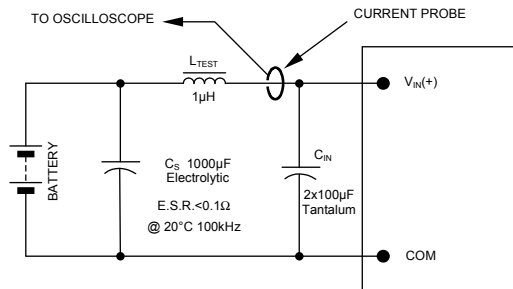 TO OSCILLOSCOPE
CURRENT PROBE
LTEST
1µH
VIN(+)
BATTERY
CS 1000µF
Electrolytic
E.S.R.<0.1Ω
@ 20°C 100kHz
CIN
2x100µF
Tantalum
COM